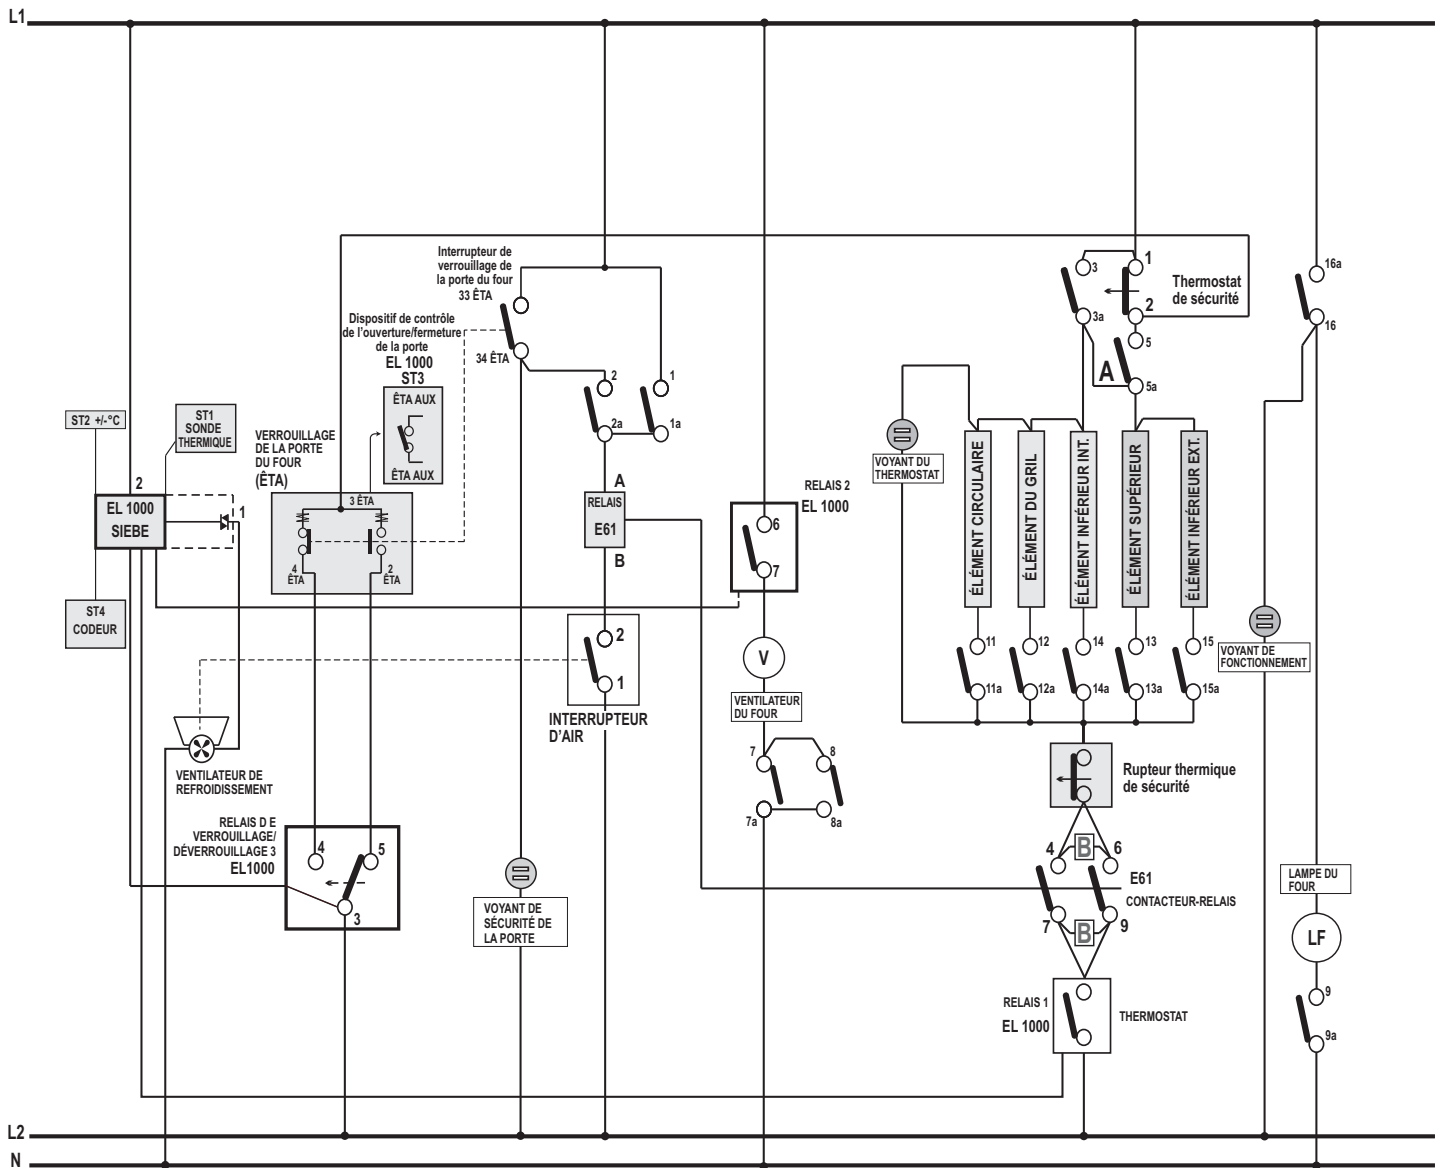 L1
Interrupteur de
verrouillage de
la porte du four
33 ÊTA
Dispositif de contrôle
de l'ouverture/fermeture
de la porte
EL 1000
ST3
34 ÊTA
ÊTA AUX
ÊTA AUX
ST2 +/-°C
ST1
SONDE
THERMIQUE
VERROUILLAGE
DE LA PORTE
DU FOUR
(ÊTA)
2
EL 1000
SIEBE
1
3 ÊTA
4
ÊTA
2
ÊTA
ST4
CODEUR
VENTILATEUR DE
REFROIDISSEMENT
RELAIS D E
VERROUILLAGE/
DÉVERROUILLAGE 3
EL1000
4
5
3
2
1
2a
1a
A
RELAIS
E61
B
2
1
INTERRUPTEUR
D'AIR
VOYANT DE
SÉCURITÉ DE
LA PORTE
RELAIS 2
EL 1000
6
7
V
VENTILATEUR
DU FOUR
7
8
7a
8a
3
1
Thermostat
de sécurité
2
3a
5
A
5a
VOYANT DU
THERMOSTAT
ÉLÉMENT CIRCULAIRE
ÉLÉMENT DU GRIL
ÉLÉMENT INFÉRIEUR INT.
ÉLÉMENT SUPÉRIEUR
ÉLÉMENT INFÉRIEUR EXT.
11
12
14
13
15
11a
12a
14a
13a
15a
Rupteur thermique
de sécurité
4
B
6
E61
CONTACTEUR-RELAIS
7
B
9
RELAIS 1
EL 1000
THERMOSTAT
16a
16
VOYANT DE
FONCTIONNEMENT
LAMPE DU
FOUR
LF
9
9a
L2
N